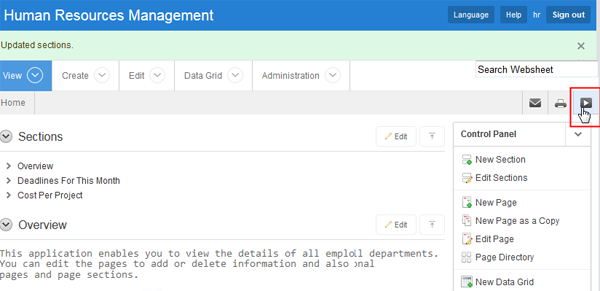 Human Resources Management
Language Help hr Sign out
Updated sections.
View Create Edit Data Grid Administration
Search Websheet
Home
Sections
Edit
Control Panel
Overview
Deadlines For This Month
Cost Per Project
New Section
Edit Sections
New Page
New Page as a Copy
Edit Page
Page Directory
New Data Grid
Overview
Edit
This application enables you to view the details of all emplo departments.
You can edit the pages to add or delete information and also nal
pages and page sections.